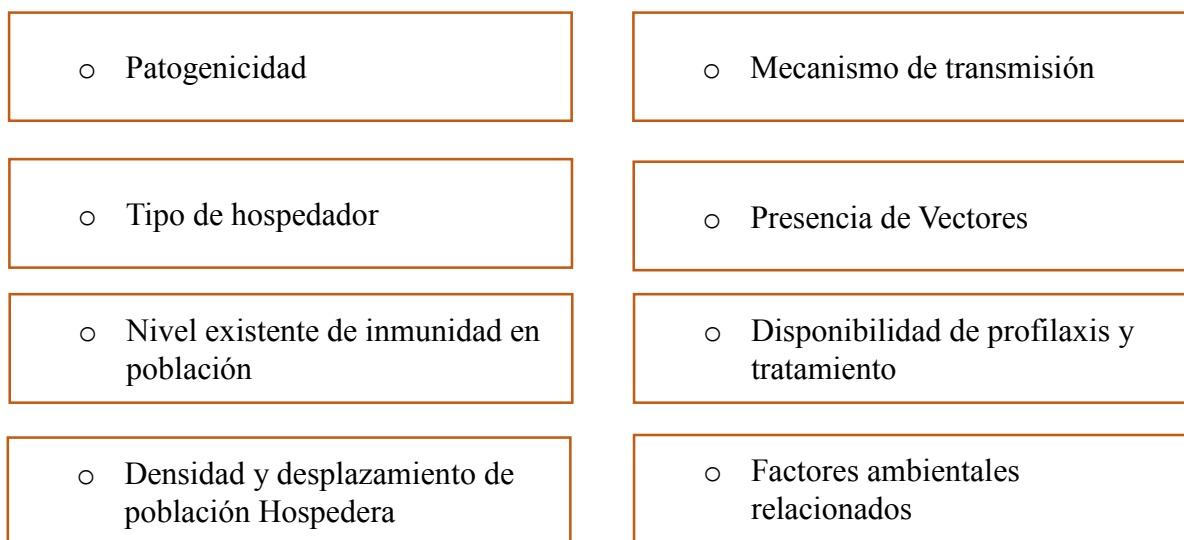 o Patogenicidad
o Mecanismo de transmisión
o Tipo de hospedador
o Presencia de Vectores
o Nivel existente de inmunidad en
población
o Disponibilidad de profilaxis y
tratamiento
o Densidad y desplazamiento de
población Hospedera
o Factores ambientales
relacionados